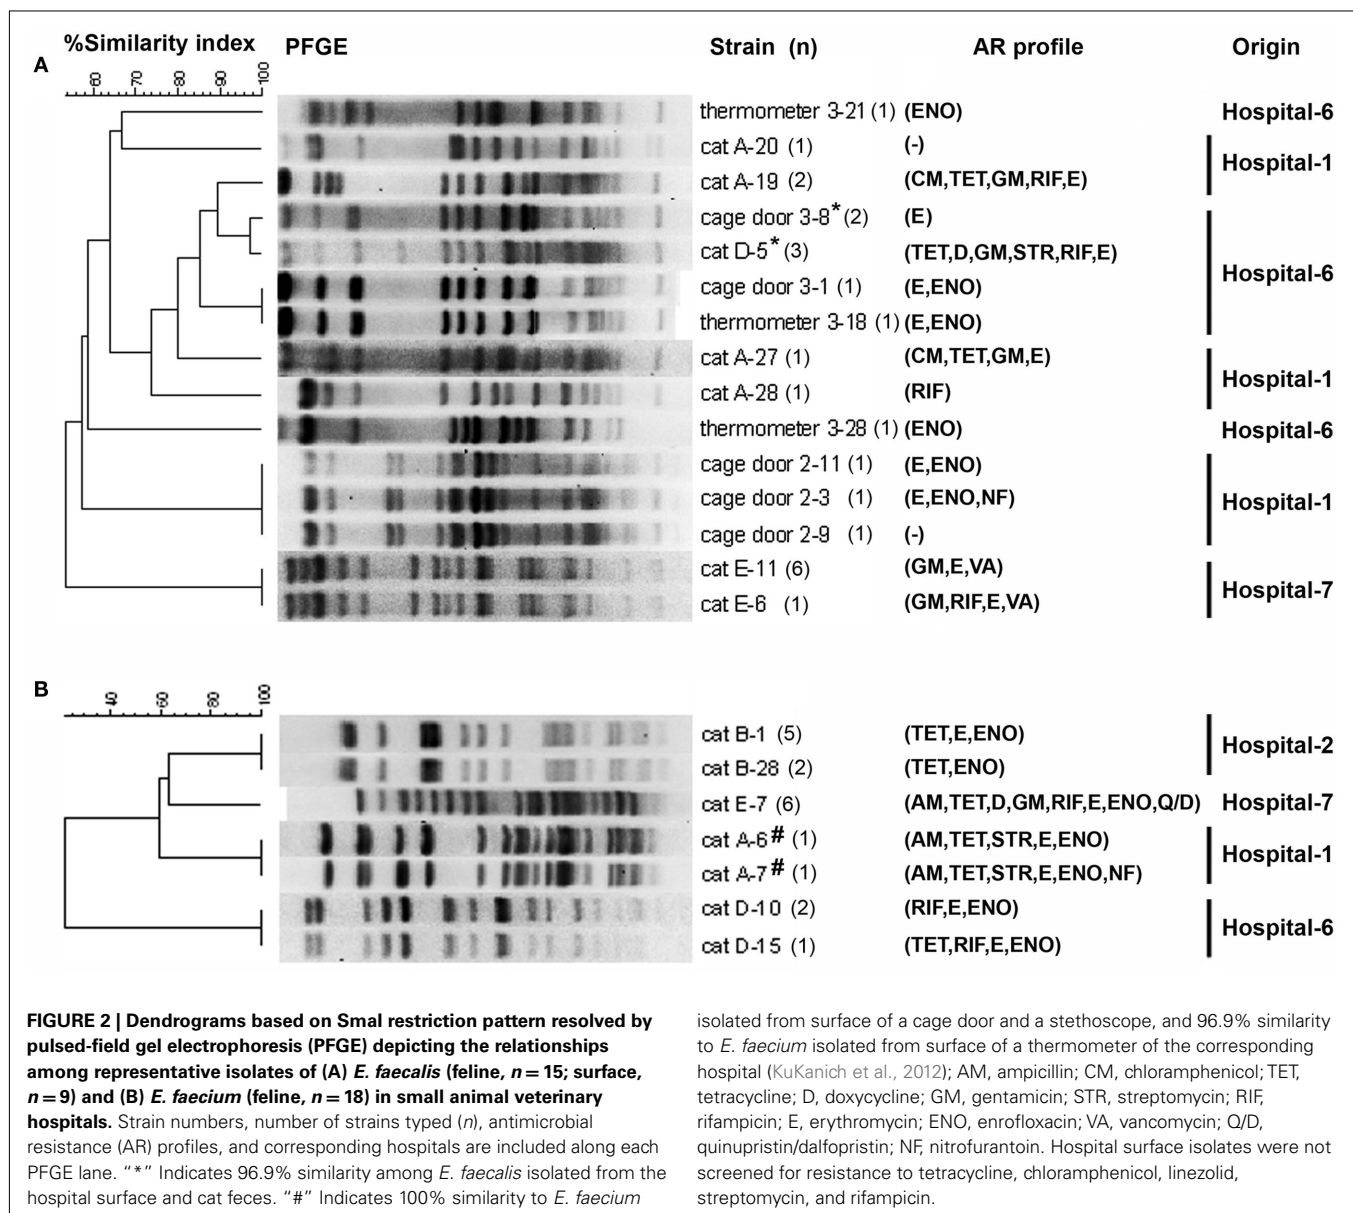 %Similarity index PFGE Strain (n) AR profile Origin
A
60 70 80 90 100
thermometer 3-21 (1) (ENO) Hospital-6
cat A-20 (1) (-)
Hospital-1
cat A-19 (2) (CM,TET,GM,RIF,E)
cage door 3-8* (2) (E)
cat D-5* (3) (TET,D,GM,STR,RIF,E)
Hospital-6
cage door 3-1 (1) (E,ENO)
thermometer 3-18 (1) (E,ENO)
cat A-27 (1) (CM,TET,GM,E)
Hospital-1
cat A-28 (1) (RIF)
thermometer 3-28 (1) (ENO) Hospital-6
cage door 2-11 (1) (E,ENO)
cage door 2-3 (1) (E,ENO,NF) Hospital-1
cage door 2-9 (1) (-)
cat E-11 (6) (GM,E,VA)
Hospital-7
cat E-6 (1) (GM,RIF,E,VA)
B
40 60 80 100
cat B-1 (5) (TET,E,ENO)
Hospital-2
cat B-28 (2) (TET,ENO)
cat E-7 (6) (AM,TET,D,GM,RIF,E,ENO,Q/D) Hospital-7
cat A-6# (1) (AM,TET,STR,E,ENO)
Hospital-1
cat A-7# (1) (AM,TET,STR,E,ENO,NF)
cat D-10 (2) (RIF,E,ENO)
Hospital-6
cat D-15 (1) (TET,RIF,E,ENO)
FIGURE 2 | Dendrograms based on SmaI restriction pattern resolved by
pulsed-field gel electrophoresis (PFGE) depicting the relationships
among representative isolates of (A) E. faecalis (feline, n = 15; surface,
n = 9) and (B) E. faecium (feline, n = 18) in small animal veterinary
hospitals. Strain numbers, number of strains typed (n), antimicrobial
resistance (AR) profiles, and corresponding hospitals are included along each
PFGE lane. "*" Indicates 96.9% similarity among E. faecalis isolated from the
hospital surface and cat feces. "#" Indicates 100% similarity to E. faecium
isolated from surface of a cage door and a stethoscope, and 96.9% similarity
to E. faecium isolated from surface of a thermometer of the corresponding
hospital (KuKanich et al., 2012); AM, ampicillin; CM, chloramphenicol; TET,
tetracycline; D, doxycycline; GM, gentamicin; STR, streptomycin; RIF,
rifampicin; E, erythromycin; ENO, enrofloxacin; VA, vancomycin; Q/D,
quinupristin/dalfopristin; NF, nitrofurantoin. Hospital surface isolates were not
screened for resistance to tetracycline, chloramphenicol, linezolid,
streptomycin, and rifampicin.